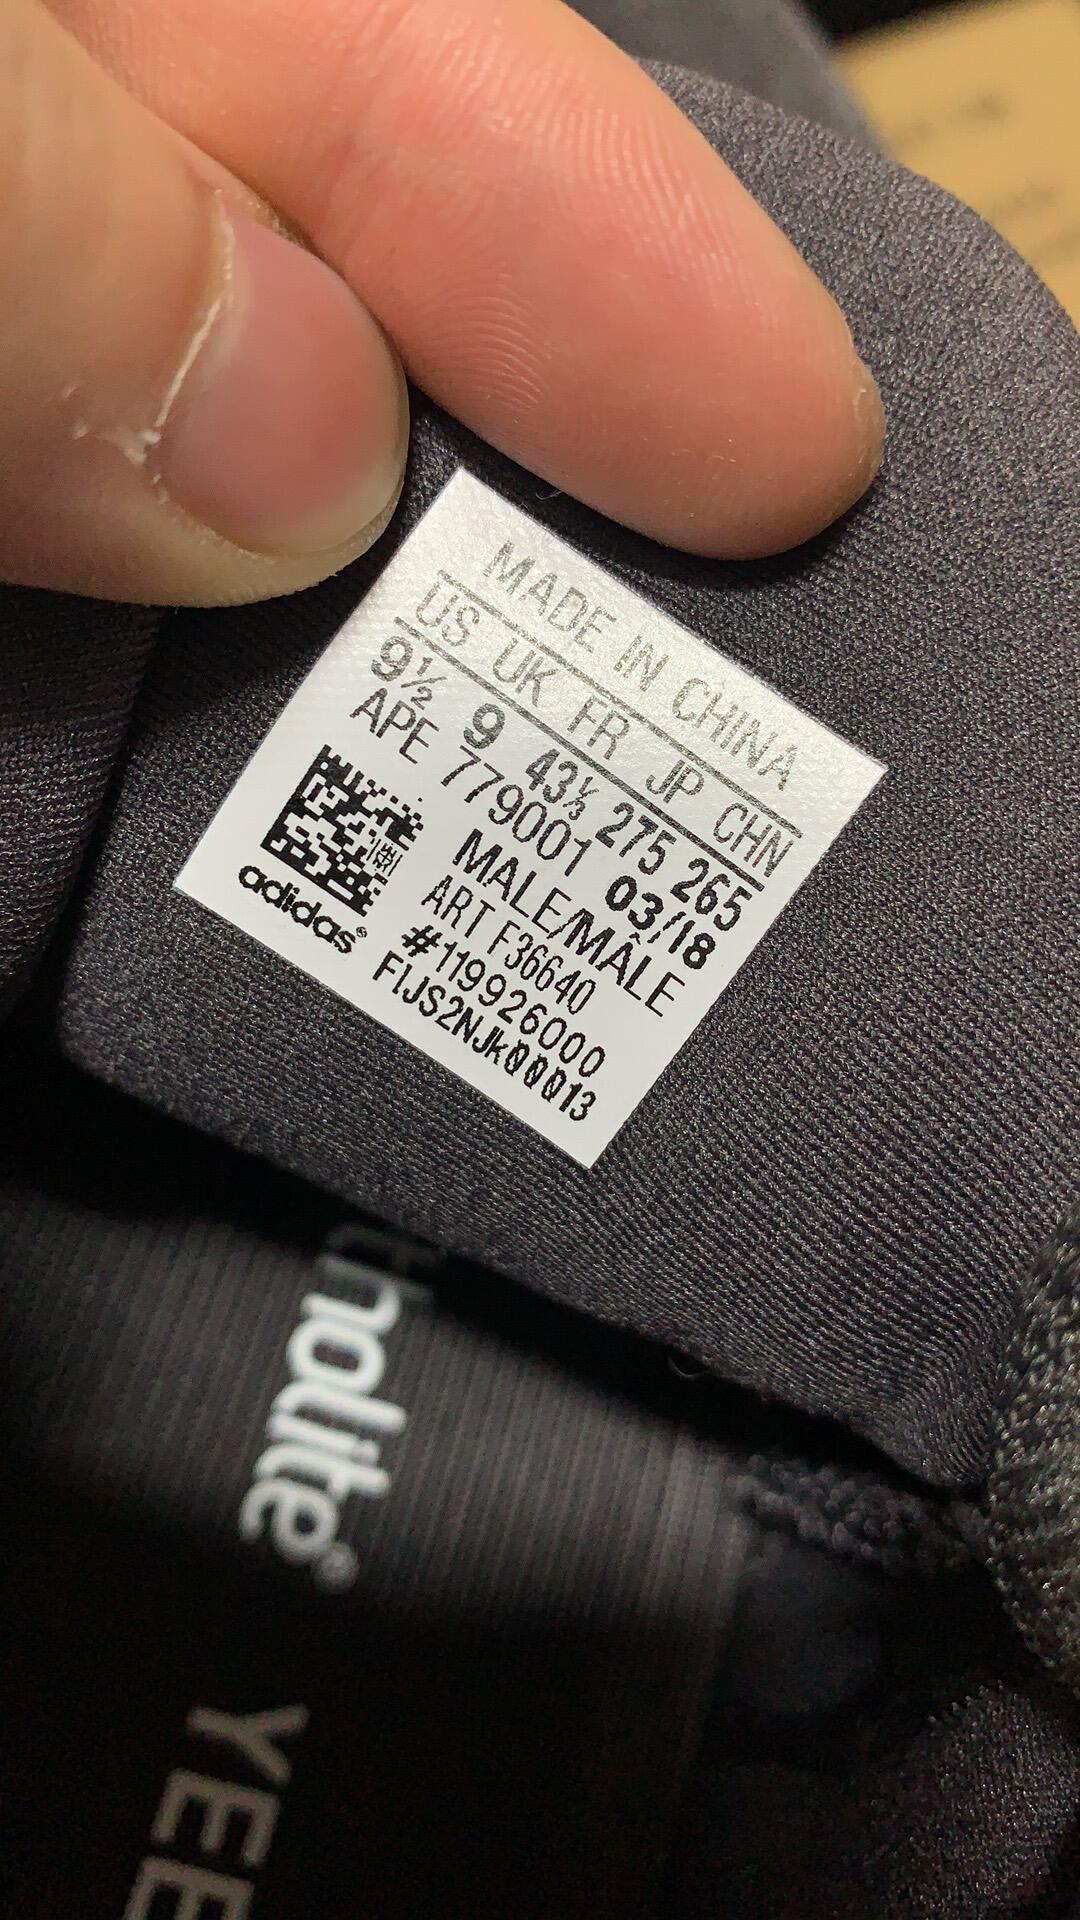 MADE IN CHINA
US UK FR JP CHN
9½ 9 43⅓ 275 265
APE 779001 03/18
MALE/MÂLE
ART F36640
#119926000
FIJS2NJk00013
adidas®
holite®
YEE